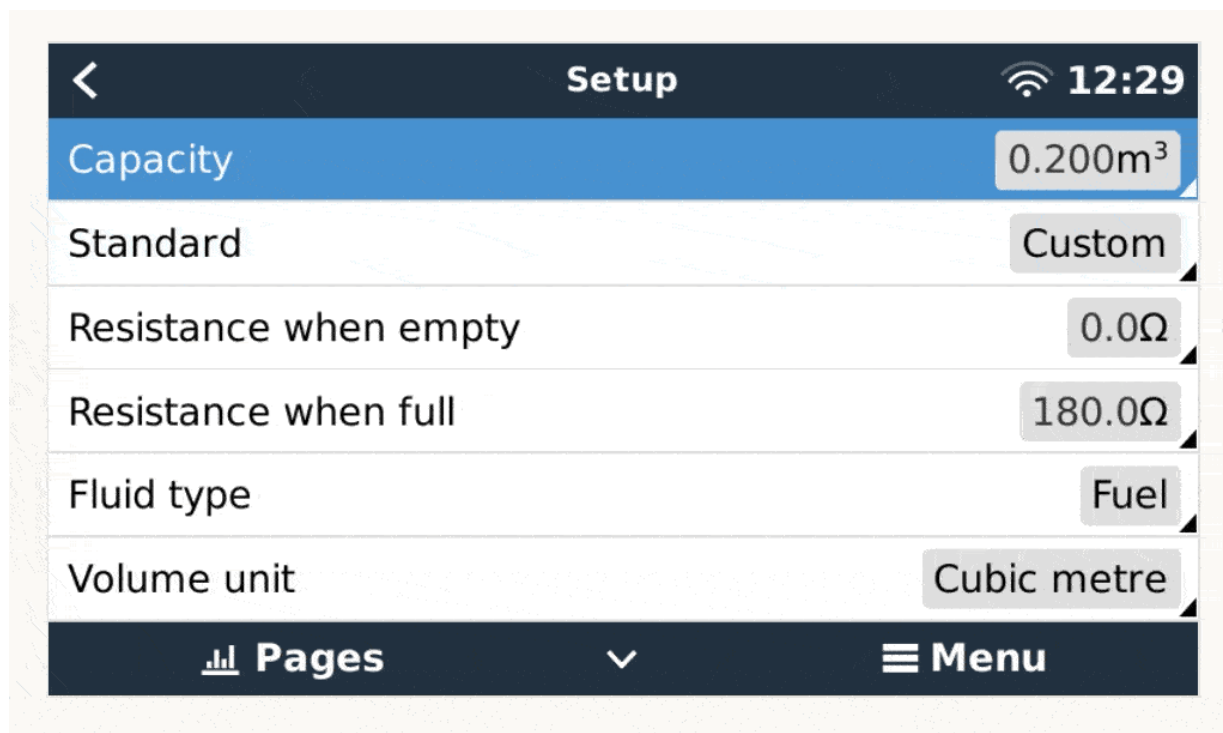 Setup 12:29
Capacity 0.200m³
Standard Custom
Resistance when empty 0.0Ω
Resistance when full 180.0Ω
Fluid type Fuel
Volume unit Cubic metre
Pages Menu